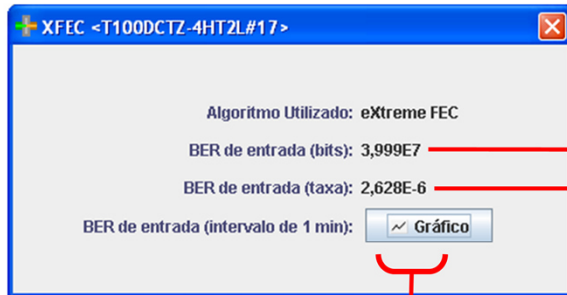 XFEC <T100DCTZ-4HT2L#17>
Algoritmo Utilizado: eXtreme FEC
BER de entrada (bits): 3,999E7
BER de entrada (taxa): 2,628E-6
BER de entrada (intervalo de 1 min): Gráfico